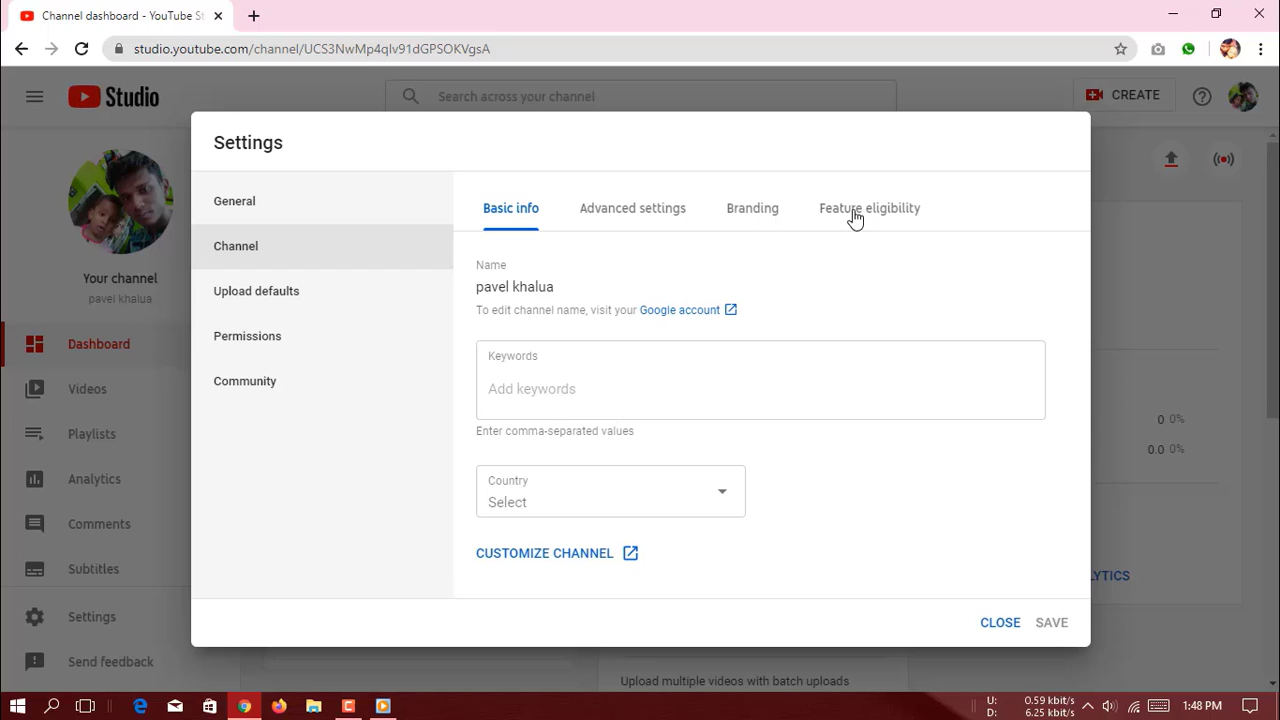 Channel dashboard - YouTube St
studio.youtube.com/channel/UCS3NwMp4qlv91dGPSOKVgsA
Studio
Search across your channel
CREATE
Your channel
pavel khalua
Dashboard
Videos
Playlists
Analytics
Comments
Subtitles
Settings
Send feedback
Settings
General
Channel
Upload defaults
Permissions
Community
Basic info
Advanced settings
Branding
Feature eligibility
Name
pavel khalua
To edit channel name, visit your Google account
Keywords
Add keywords
Enter comma-separated values
Country
Select
CUSTOMIZE CHANNEL
CLOSE
SAVE
0 0%
0.0 0%
LYTICS
Upload multiple videos with batch uploads
U: 0.59 kbit/s
D: 6.25 kbit/s
1:48 PM